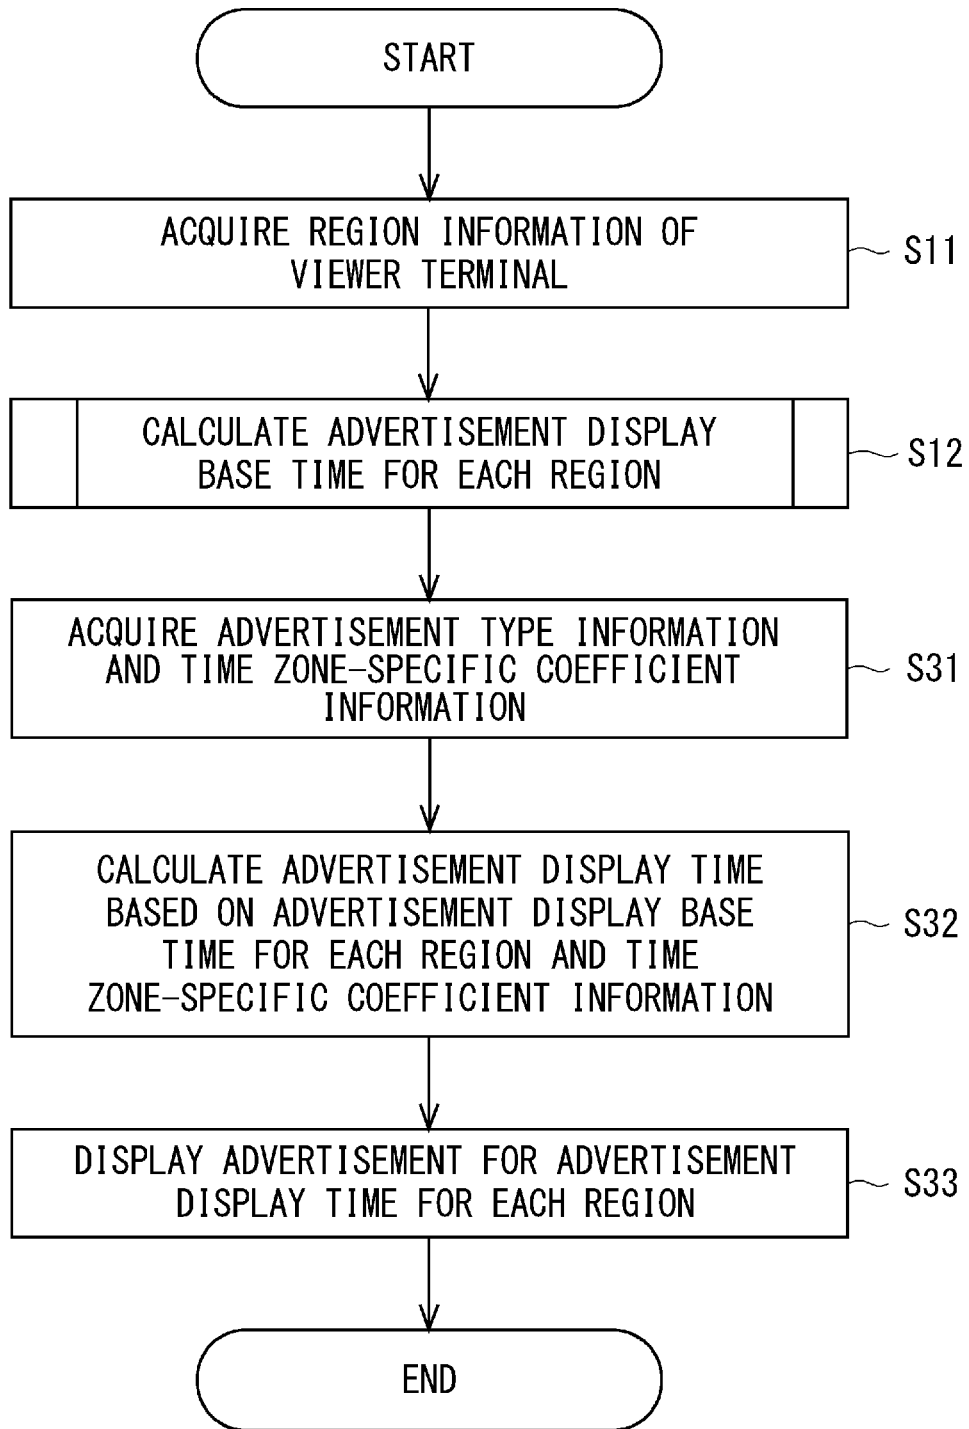 START
ACQUIRE REGION INFORMATION OF
VIEWER TERMINAL
S11
CALCULATE ADVERTISEMENT DISPLAY
BASE TIME FOR EACH REGION
S12
ACQUIRE ADVERTISEMENT TYPE INFORMATION
AND TIME ZONE-SPECIFIC COEFFICIENT
INFORMATION
S31
CALCULATE ADVERTISEMENT DISPLAY TIME
BASED ON ADVERTISEMENT DISPLAY BASE
TIME FOR EACH REGION AND TIME
ZONE-SPECIFIC COEFFICIENT INFORMATION
S32
DISPLAY ADVERTISEMENT FOR ADVERTISEMENT
DISPLAY TIME FOR EACH REGION
S33
END